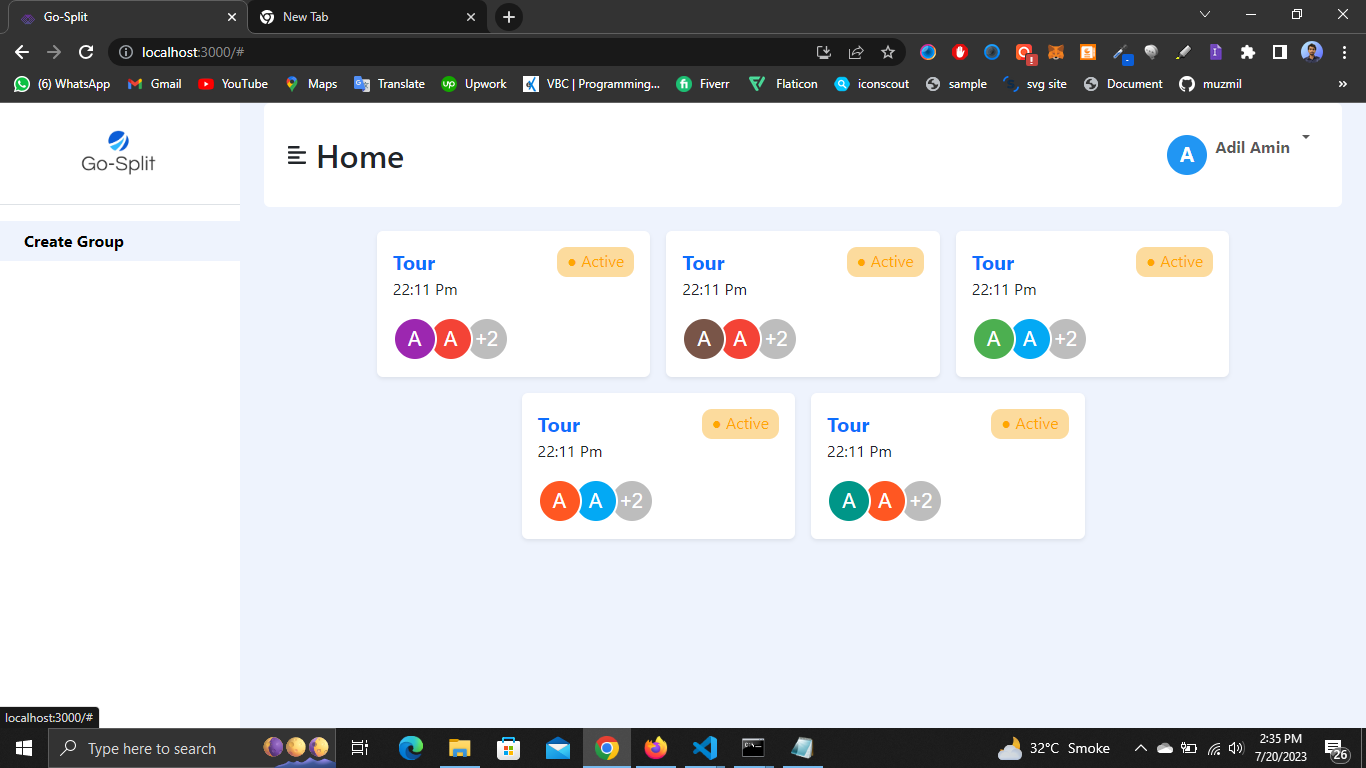 Go-Split
New Tab
localhost:3000/#
(6) WhatsApp Gmail YouTube Maps Translate Upwork VBC | Programming... Fiverr Flaticon iconscout sample svg site Document muzmil »
Go-Split
Home
A Adil Amin
Create Group
Tour Active
22:11 Pm
A A +2
Tour Active
22:11 Pm
A A +2
Tour Active
22:11 Pm
A A +2
Tour Active
22:11 Pm
A A +2
Tour Active
22:11 Pm
A A +2
localhost:3000/#
Type here to search
32°C Smoke
2:35 PM
7/20/2023
26